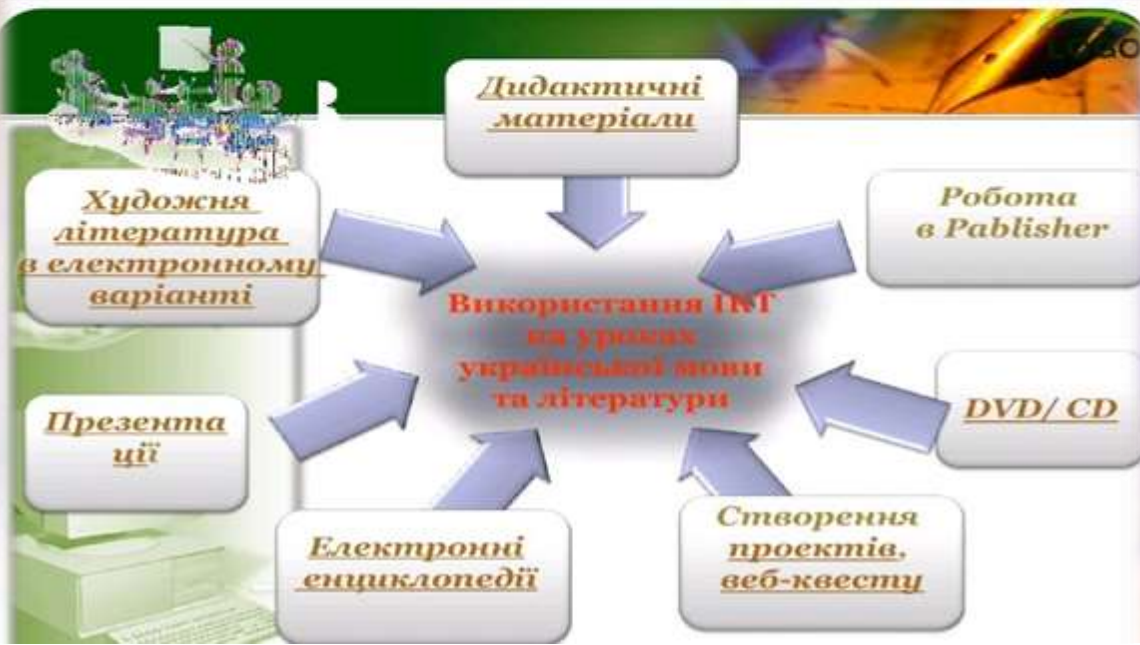 Дидактичні
матеріали
Художня
література
в електронному
варіанті
Робота
в Pablisher
Використання ІКТ
на уроках
української мови
та літератури
Презента
ції
DVD/ CD
Електронні
енциклопедії
Створення
проектів,
веб-квесту